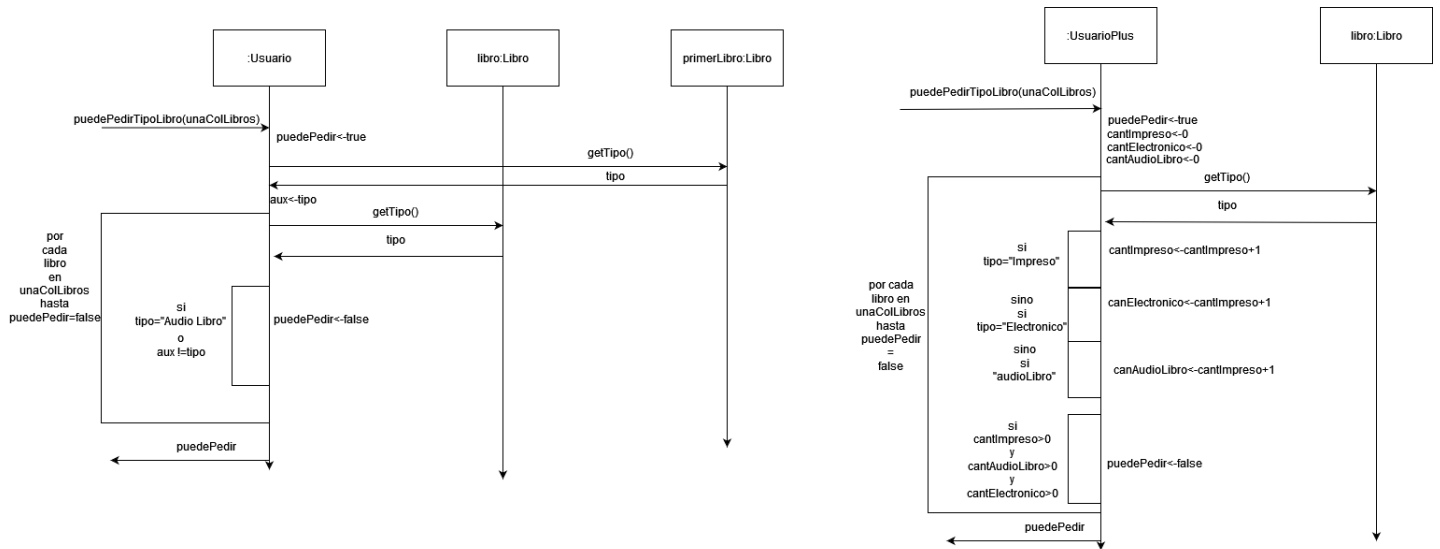 :Usuario
libro:Libro
primerLibro:Libro
puedePedirTipoLibro(unaColLibros)
puedePedir<-true
getTipo()
tipo
aux<-tipo
getTipo()
tipo
por
cada
libro
en
unaColLibros
hasta
puedePedir=false
si
tipo="Audio Libro"
o
aux !=tipo
puedePedir<-false
puedePedir
:UsuarioPlus
libro:Libro
puedePedirTipoLibro(unaColLibros)
puedePedir<-true
cantImpreso<-0
cantElectronico<-0
cantAudioLibro<-0
getTipo()
tipo
por cada
libro en
unaColLibros
hasta
puedePedir
=
false
si
tipo="Impreso"
cantImpreso<-cantImpreso+1
sino
si
tipo="Electronico"
canElectronico<-cantImpreso+1
sino
si
"audioLibro"
canAudioLibro<-cantImpreso+1
si
cantImpreso>0
y
cantAudioLibro>0
y
cantElectronico>0
puedePedir<-false
puedePedir